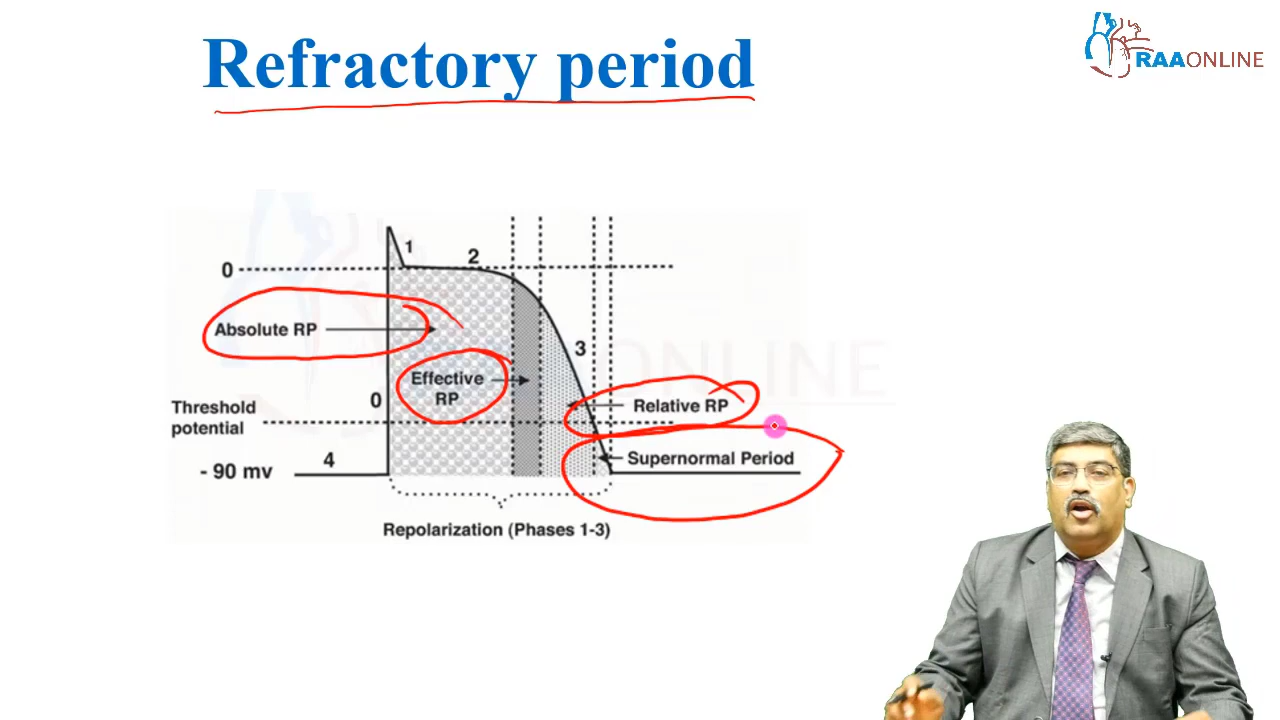 Refractory period
RAAONLINE
1
2
0
Absolute RP
3
Effective
RP
0
Relative RP
Threshold
potential
4
Supernormal Period
- 90 mv
Repolarization (Phases 1-3)
ONLINE